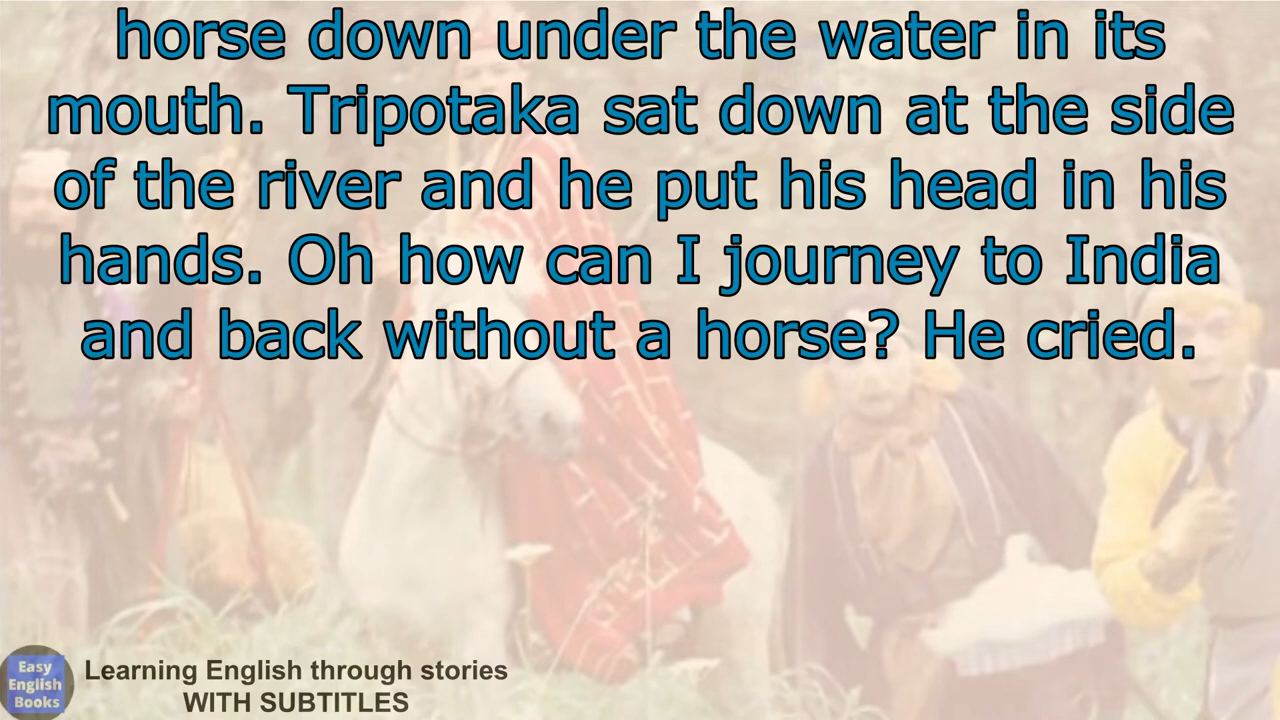 horse down under the water in its
mouth. Tripotaka sat down at the side
of the river and he put his head in his
hands. Oh how can I journey to India
and back without a horse? He cried.
Easy
English
Books
Learning English through stories
WITH SUBTITLES